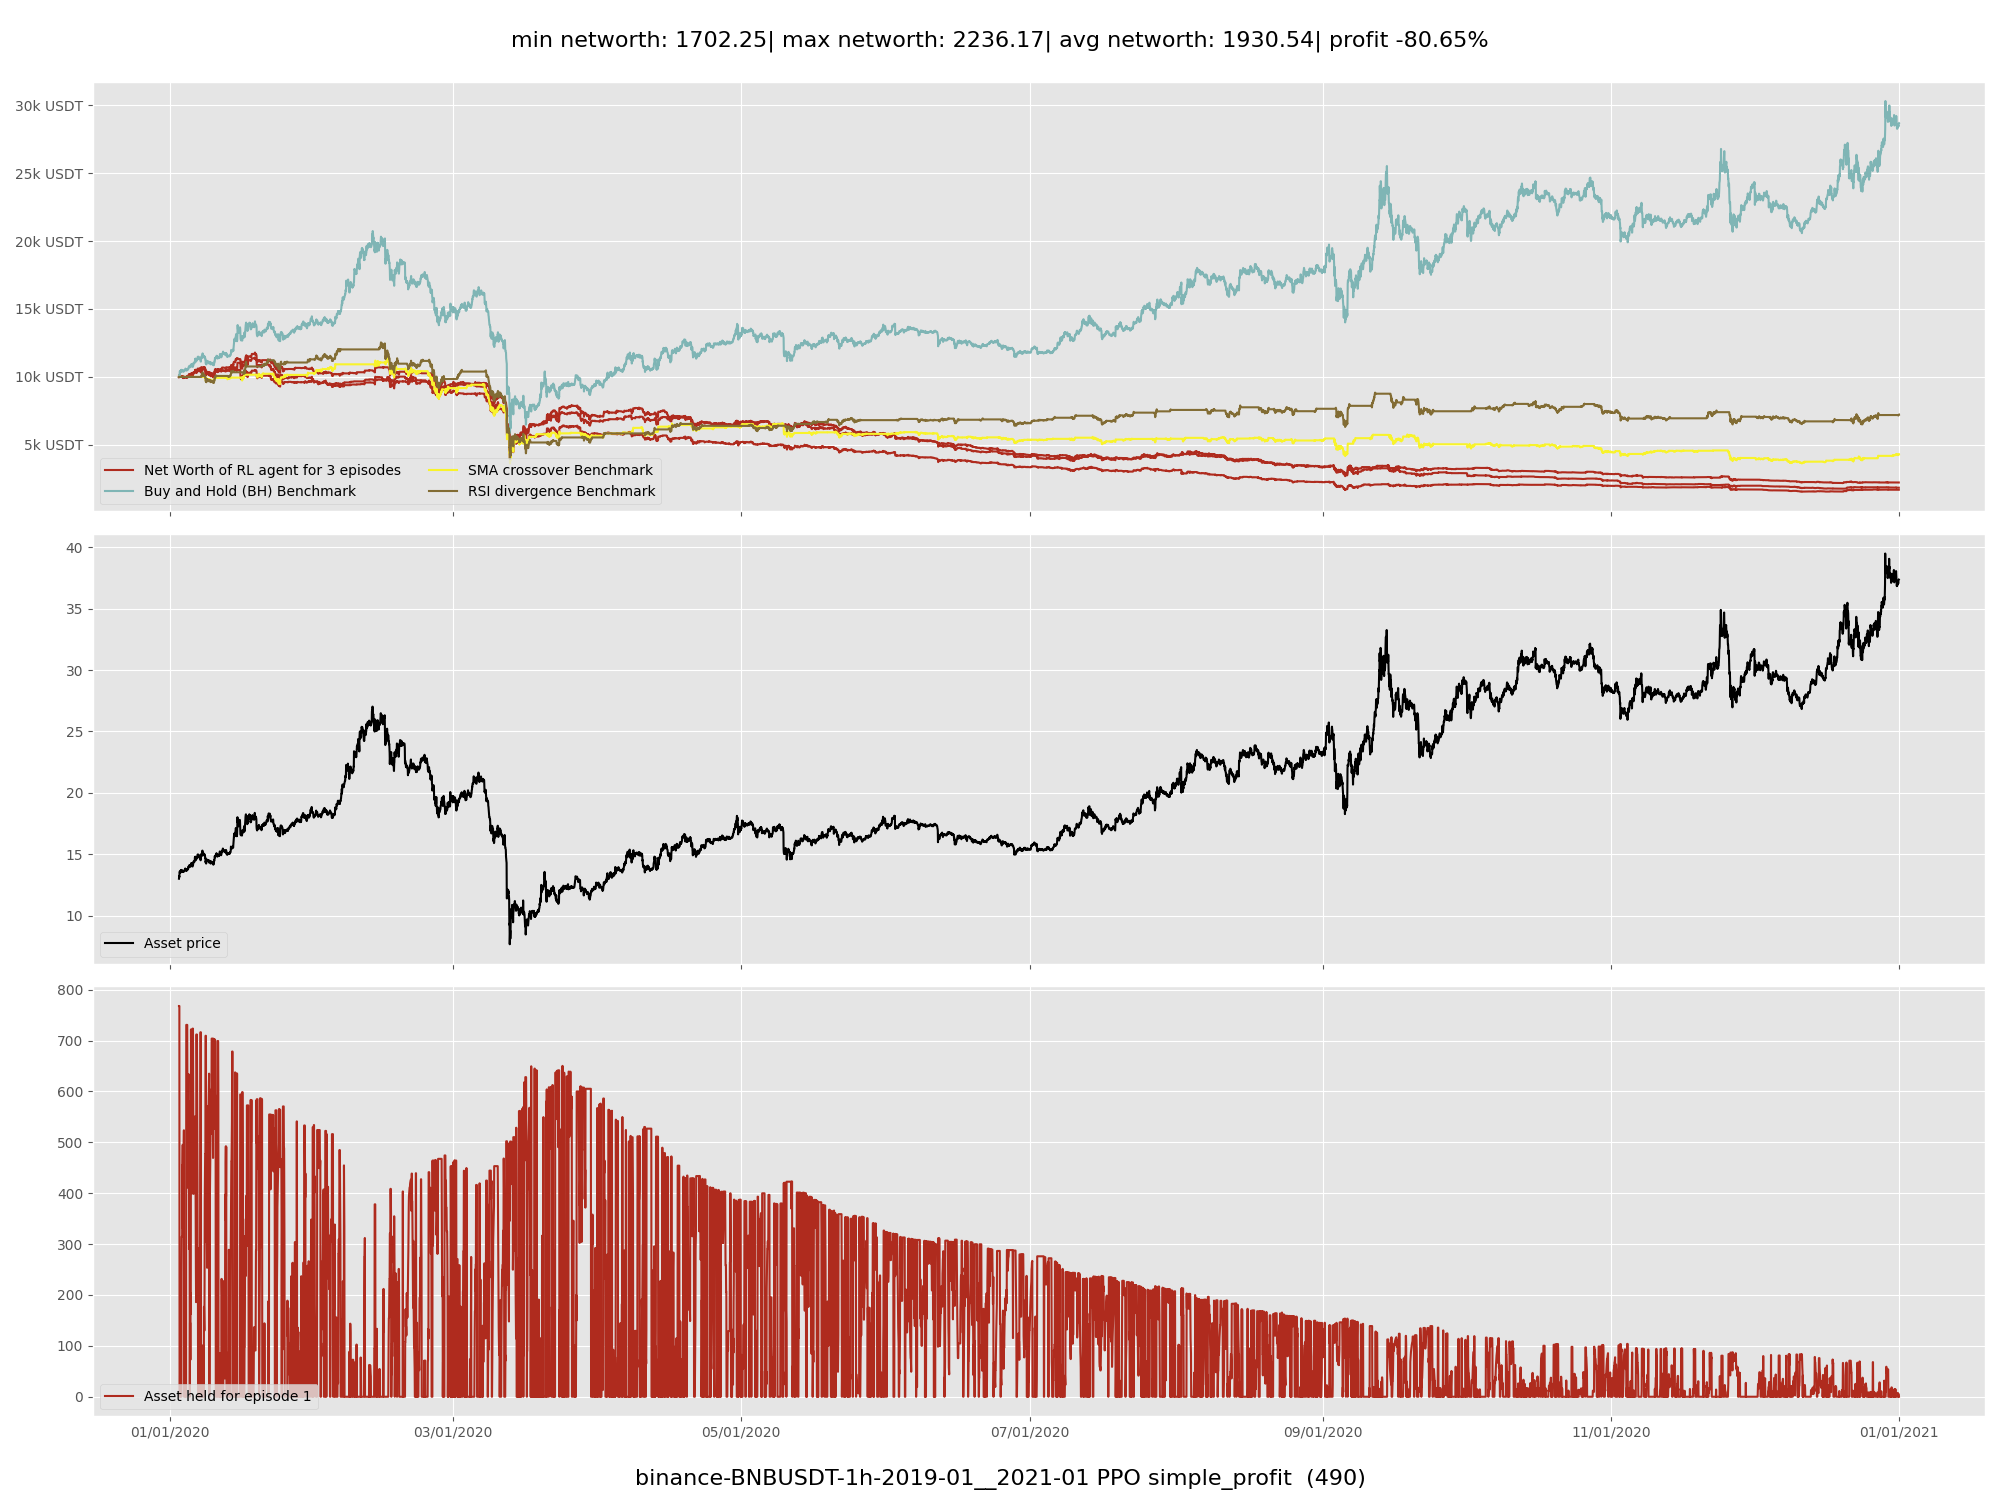 min networth: 1702.25| max networth: 2236.17| avg networth: 1930.54| profit -80.65%
30k USDT
25k USDT
20k USDT
15k USDT
10k USDT
5k USDT
Net Worth of RL agent for 3 episodes
Buy and Hold (BH) Benchmark
SMA crossover Benchmark
RSI divergence Benchmark
40
35
30
25
20
15
10
Asset price
800
700
600
500
400
300
200
100
0
Asset held for episode 1
01/01/2020
03/01/2020
05/01/2020
07/01/2020
09/01/2020
11/01/2020
01/01/2021
binance-BNBUSDT-1h-2019-01__2021-01 PPO simple_profit (490)